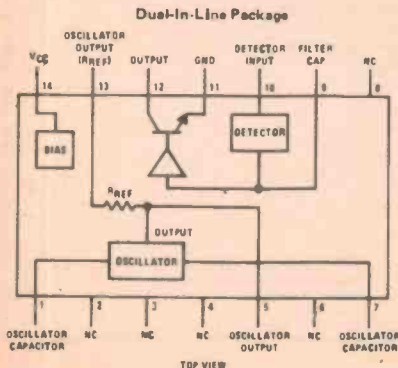 Dual-In-Line Package
VCC
OSCILLATOR OUTPUT (RREF)
OUTPUT
GND
DETECTOR INPUT
FILTER CAP
NC
14
13
12
11
10
9
8
BIAS
DETECTOR
RREF
OUTPUT
OSCILLATOR
1
2
3
4
5
6
7
OSCILLATOR CAPACITOR
NC
NC
NC
OSCILLATOR OUTPUT
NC
OSCILLATOR CAPACITOR
TOP VIEW